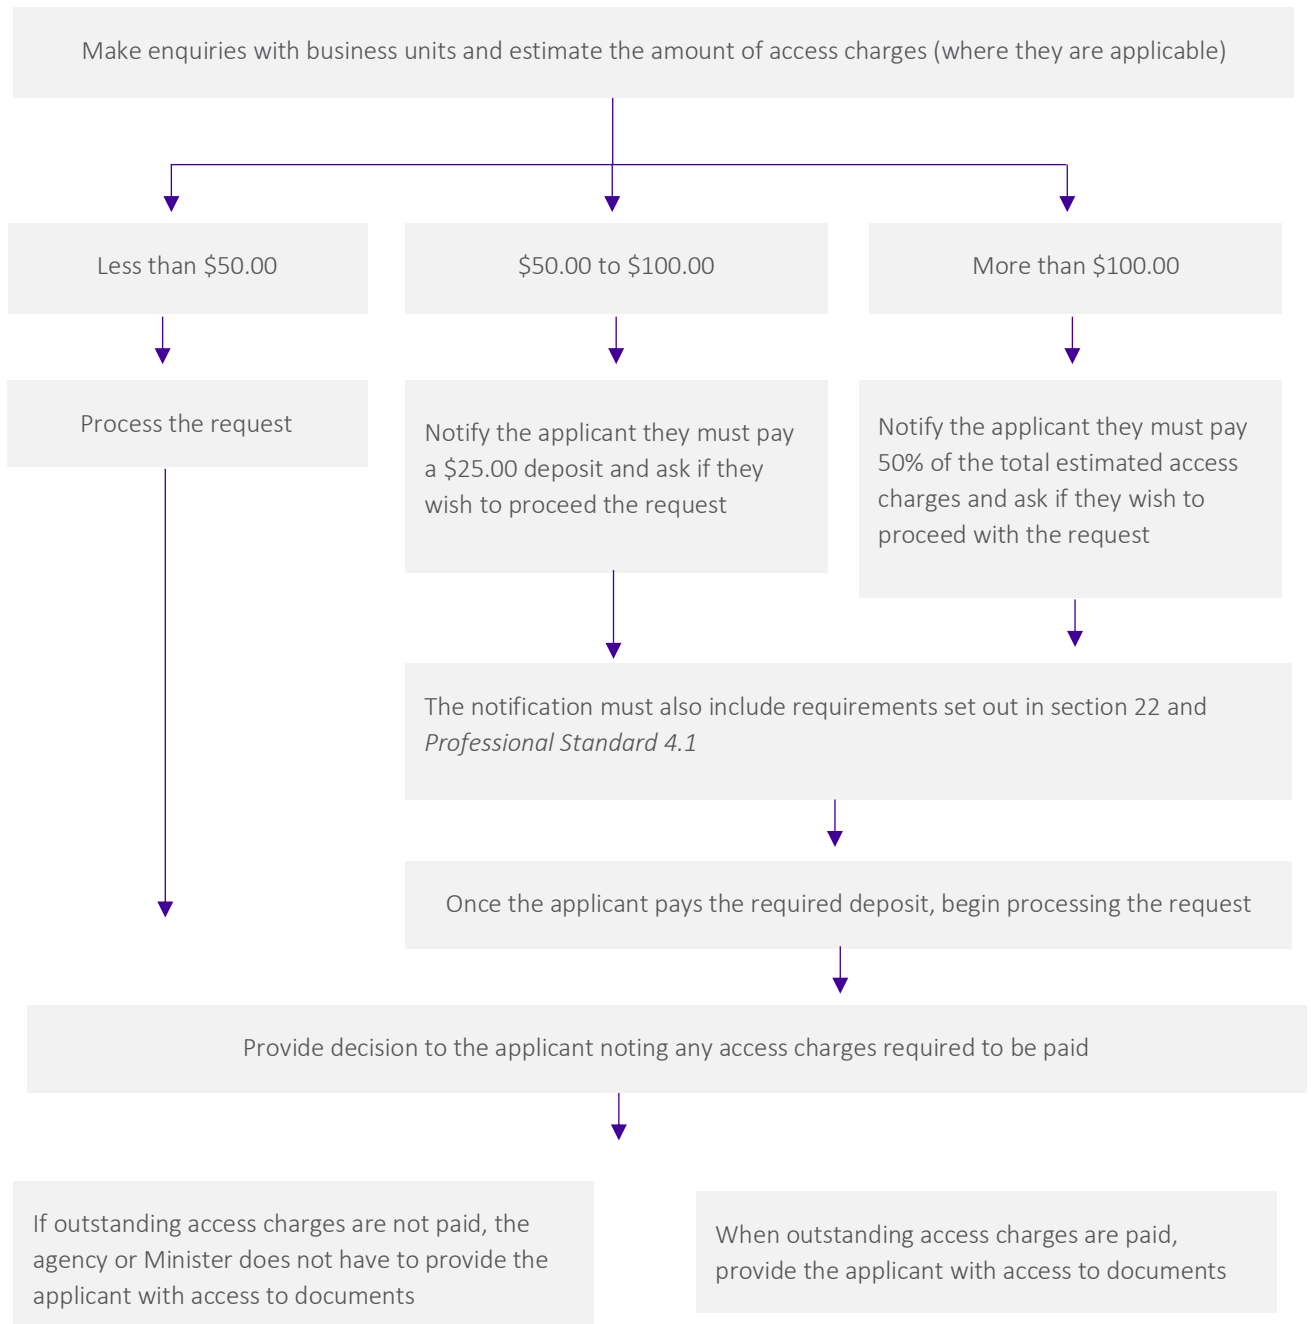 Make enquiries with business units and estimate the amount of access charges (where they are applicable)
Less than $50.00
$50.00 to $100.00
More than $100.00
Process the request
Notify the applicant they must pay
a $25.00 deposit and ask if they
wish to proceed the request
Notify the applicant they must pay
50% of the total estimated access
charges and ask if they wish to
proceed with the request
The notification must also include requirements set out in section 22 and
Professional Standard 4.1
Once the applicant pays the required deposit, begin processing the request
Provide decision to the applicant noting any access charges required to be paid
If outstanding access charges are not paid, the
agency or Minister does not have to provide the
applicant with access to documents
When outstanding access charges are paid,
provide the applicant with access to documents